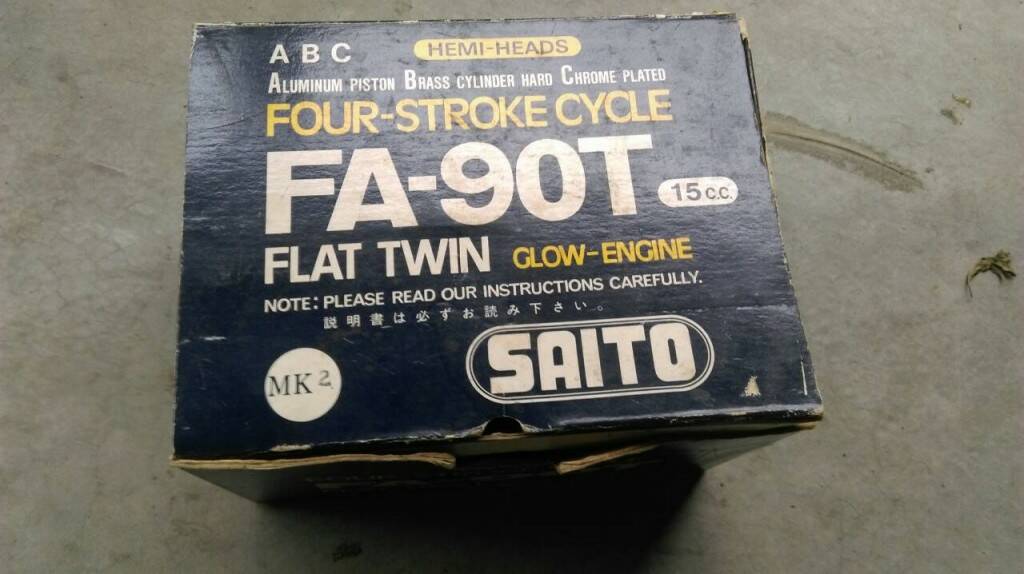 ABC HEMI-HEADS
ALUMINUM PISTON BRASS CYLINDER HARD CHROME PLATED
FOUR-STROKE CYCLE
FA-90T 15 C.C.
FLAT TWIN GLOW-ENGINE
NOTE: PLEASE READ OUR INSTRUCTIONS CAREFULLY.
説明書は必ずお読み下さい。
MK 2 SAITO